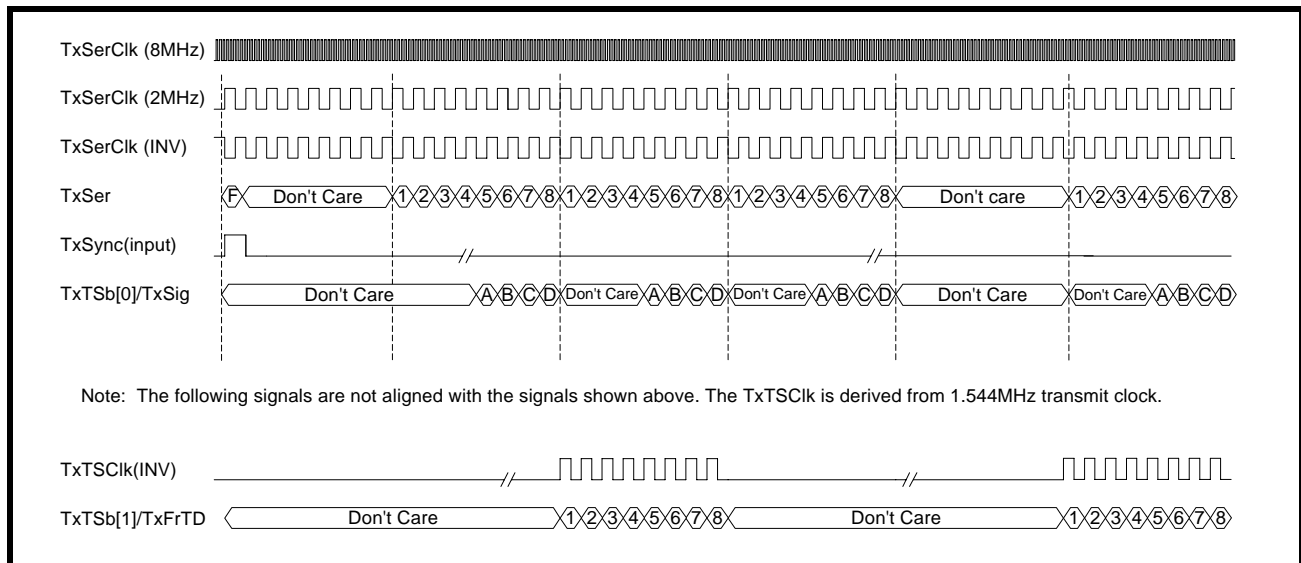 TxSerClk (8MHz)
TxSerClk (2MHz)
TxSerClk (INV)
TxSer F Don't Care 1 2 3 4 5 6 7 8 1 2 3 4 5 6 7 8 1 2 3 4 5 6 7 8 Don't care 1 2 3 4 5 6 7 8
TxSync(input) // //
TxTSb[0]/TxSig Don't Care A B C D Don't Care A B C D Don't Care A B C D Don't Care Don't Care A B C D
Note: The following signals are not aligned with the signals shown above. The TxTSClk is derived from 1.544MHz transmit clock.
TxTSClk(INV) // //
TxTSb[1]/TxFrTD Don't Care 1 2 3 4 5 6 7 8 Don't Care 1 2 3 4 5 6 7 8